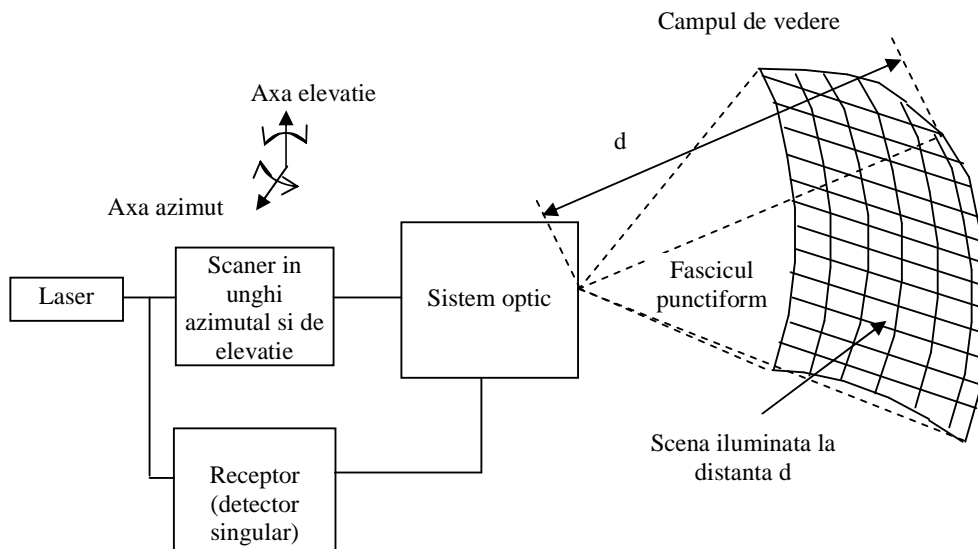 Campul de vedere
Axa elevatie
d
Axa azimut
Laser
Scaner in
unghi
azimutal si de
elevatie
Sistem optic
Fascicul
punctiform
Scena iluminata la
distanta d
Receptor
(detector
singular)